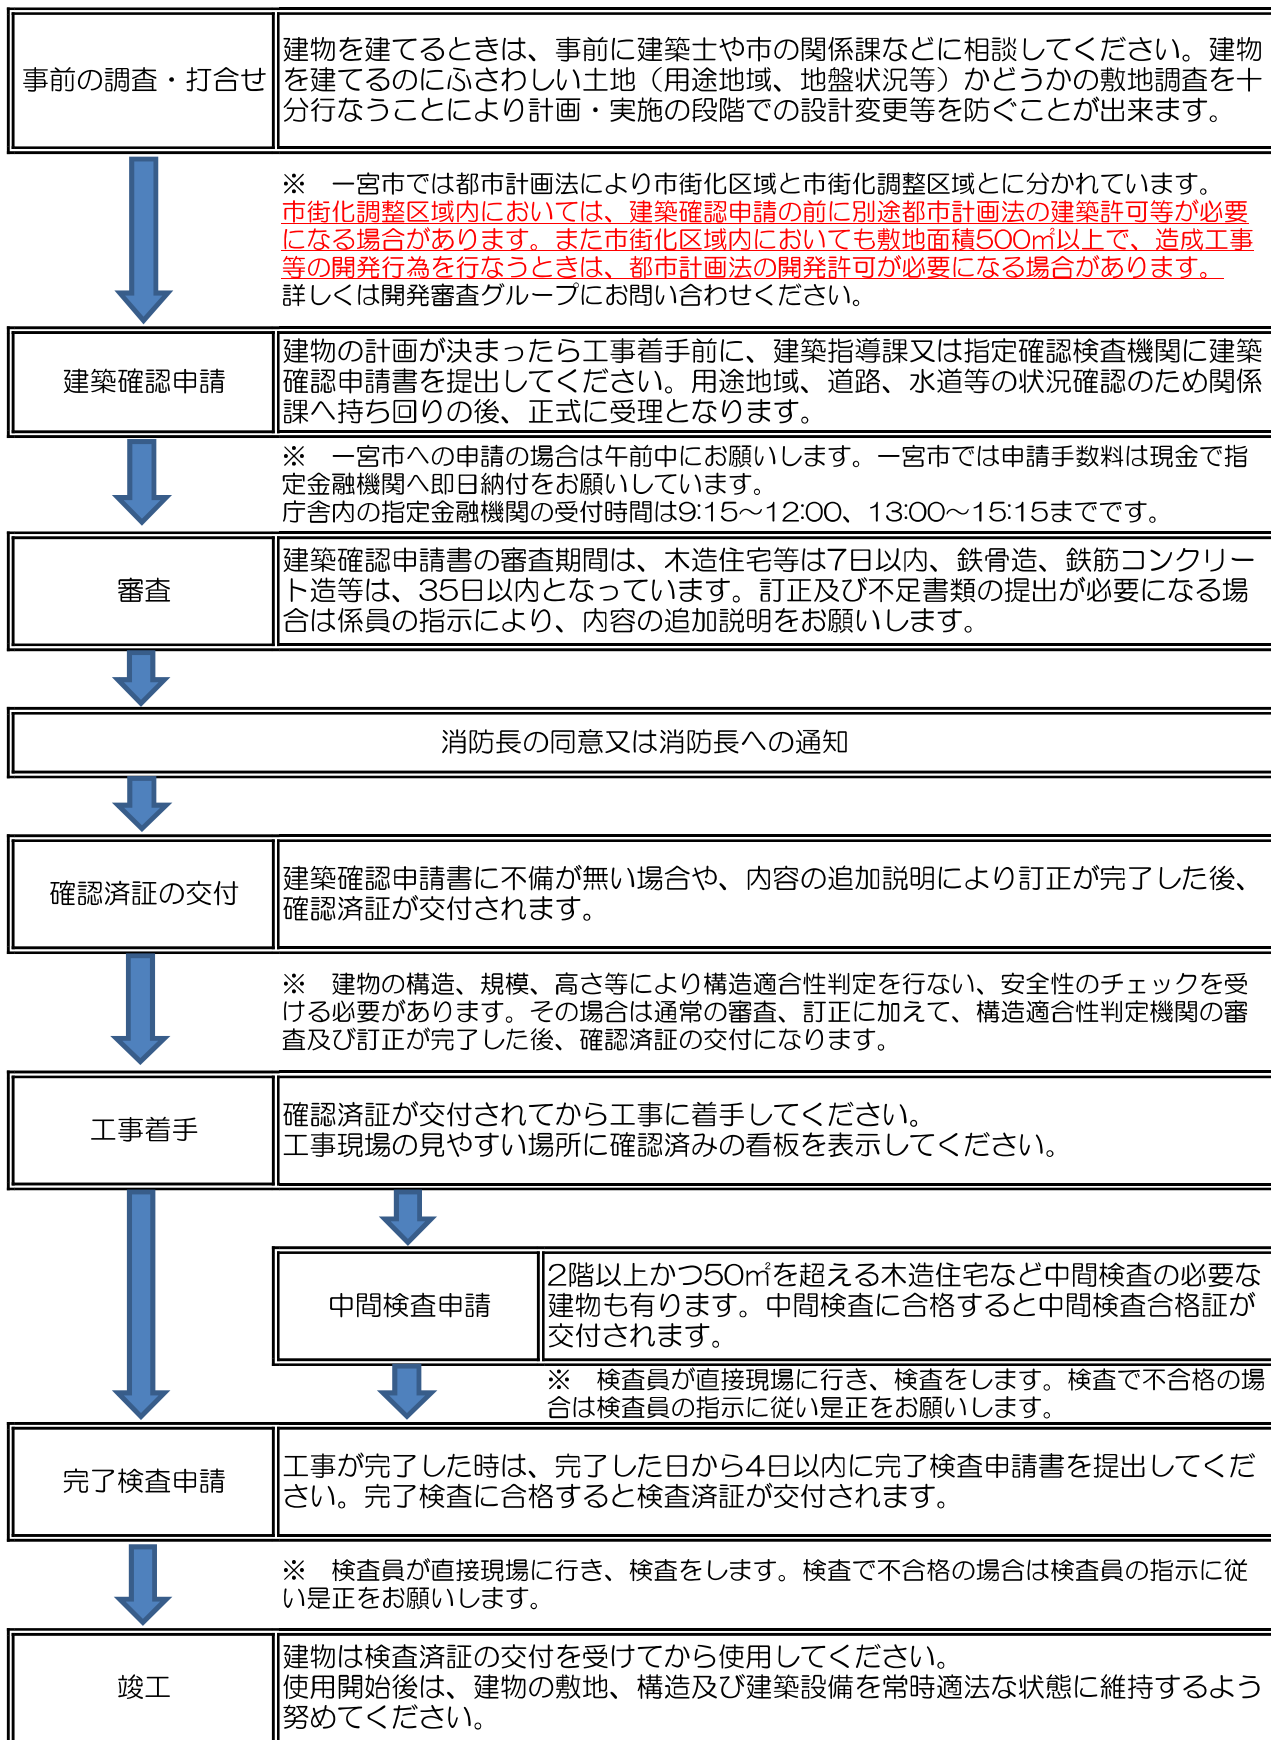 事前の調査・打合せ
建物を建てるときは、事前に建築士や市の関係課などに相談してください。建物
を建てるのにふさわしい土地（用途地域、地盤状況等）かどうかの敷地調査を十
分行なうことにより計画・実施の段階での設計変更等を防ぐことが出来ます。
※　一宮市では都市計画法により市街化区域と市街化調整区域とに分かれています。
市街化調整区域内においては、建築確認申請の前に別途都市計画法の建築許可等が必要
になる場合があります。また市街化区域内においても敷地面積500㎡以上で、造成工事
等の開発行為を行なうときは、都市計画法の開発許可が必要になる場合があります。
詳しくは開発審査グループにお問い合わせください。
建築確認申請
建物の計画が決まったら工事着手前に、建築指導課又は指定確認検査機関に建築
確認申請書を提出してください。用途地域、道路、水道等の状況確認のため関係
課へ持ち回りの後、正式に受理となります。
※　一宮市への申請の場合は午前中にお願いします。一宮市では申請手数料は現金で指
定金融機関へ即日納付をお願いしています。
庁舎内の指定金融機関の受付時間は9:15～12:00、13:00～15:15までです。
審査
建築確認申請書の審査期間は、木造住宅等は7日以内、鉄骨造、鉄筋コンクリー
ト造等は、35日以内となっています。訂正及び不足書類の提出が必要になる場
合は係員の指示により、内容の追加説明をお願いします。
消防長の同意又は消防長への通知
確認済証の交付
建築確認申請書に不備が無い場合や、内容の追加説明により訂正が完了した後、
確認済証が交付されます。
※　建物の構造、規模、高さ等により構造適合性判定を行ない、安全性のチェックを受
ける必要があります。その場合は通常の審査、訂正に加えて、構造適合性判定機関の審
査及び訂正が完了した後、確認済証の交付になります。
工事着手
確認済証が交付されてから工事に着手してください。
工事現場の見やすい場所に確認済みの看板を表示してください。
中間検査申請
2階以上かつ50㎡を超える木造住宅など中間検査の必要な
建物も有ります。中間検査に合格すると中間検査合格証が
交付されます。
※　検査員が直接現場に行き、検査をします。検査で不合格の場
合は検査員の指示に従い是正をお願いします。
完了検査申請
工事が完了した時は、完了した日から4日以内に完了検査申請書を提出してくだ
さい。完了検査に合格すると検査済証が交付されます。
※　検査員が直接現場に行き、検査をします。検査で不合格の場合は検査員の指示に従
い是正をお願いします。
竣工
建物は検査済証の交付を受けてから使用してください。
使用開始後は、建物の敷地、構造及び建築設備を常時適法な状態に維持するよう
努めてください。